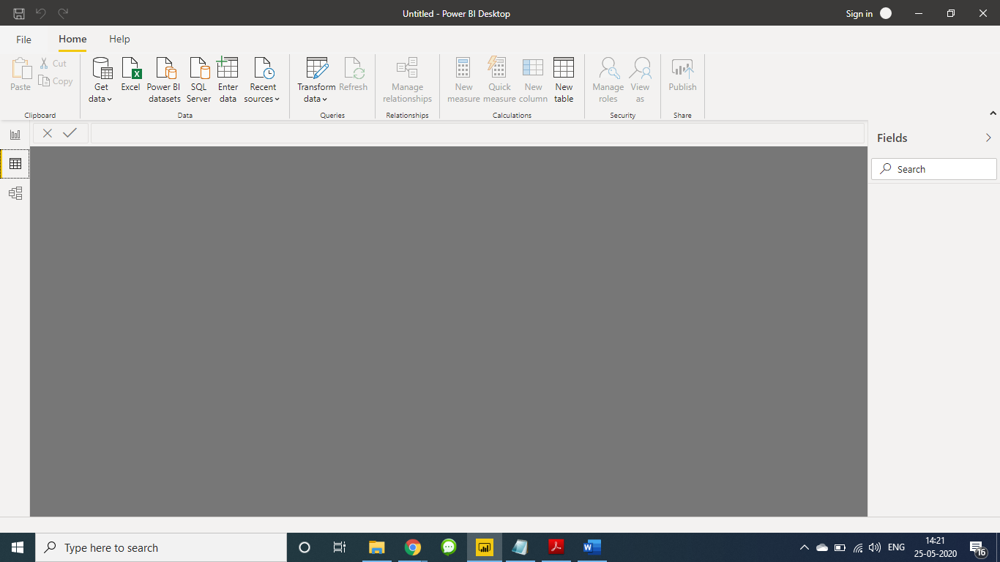 Untitled - Power BI Desktop
Sign in
File
Home
Help
Paste
Cut
Copy
Clipboard
Get data
Excel
Power BI datasets
SQL Server
Enter data
Recent sources
Data
Transform data
Refresh
Queries
Manage relationships
Relationships
New measure
Quick measure
New column
New table
Calculations
Manage roles
View as
Security
Publish
Share
Fields
Search
Type here to search
ENG
14:21
25-05-2020
16